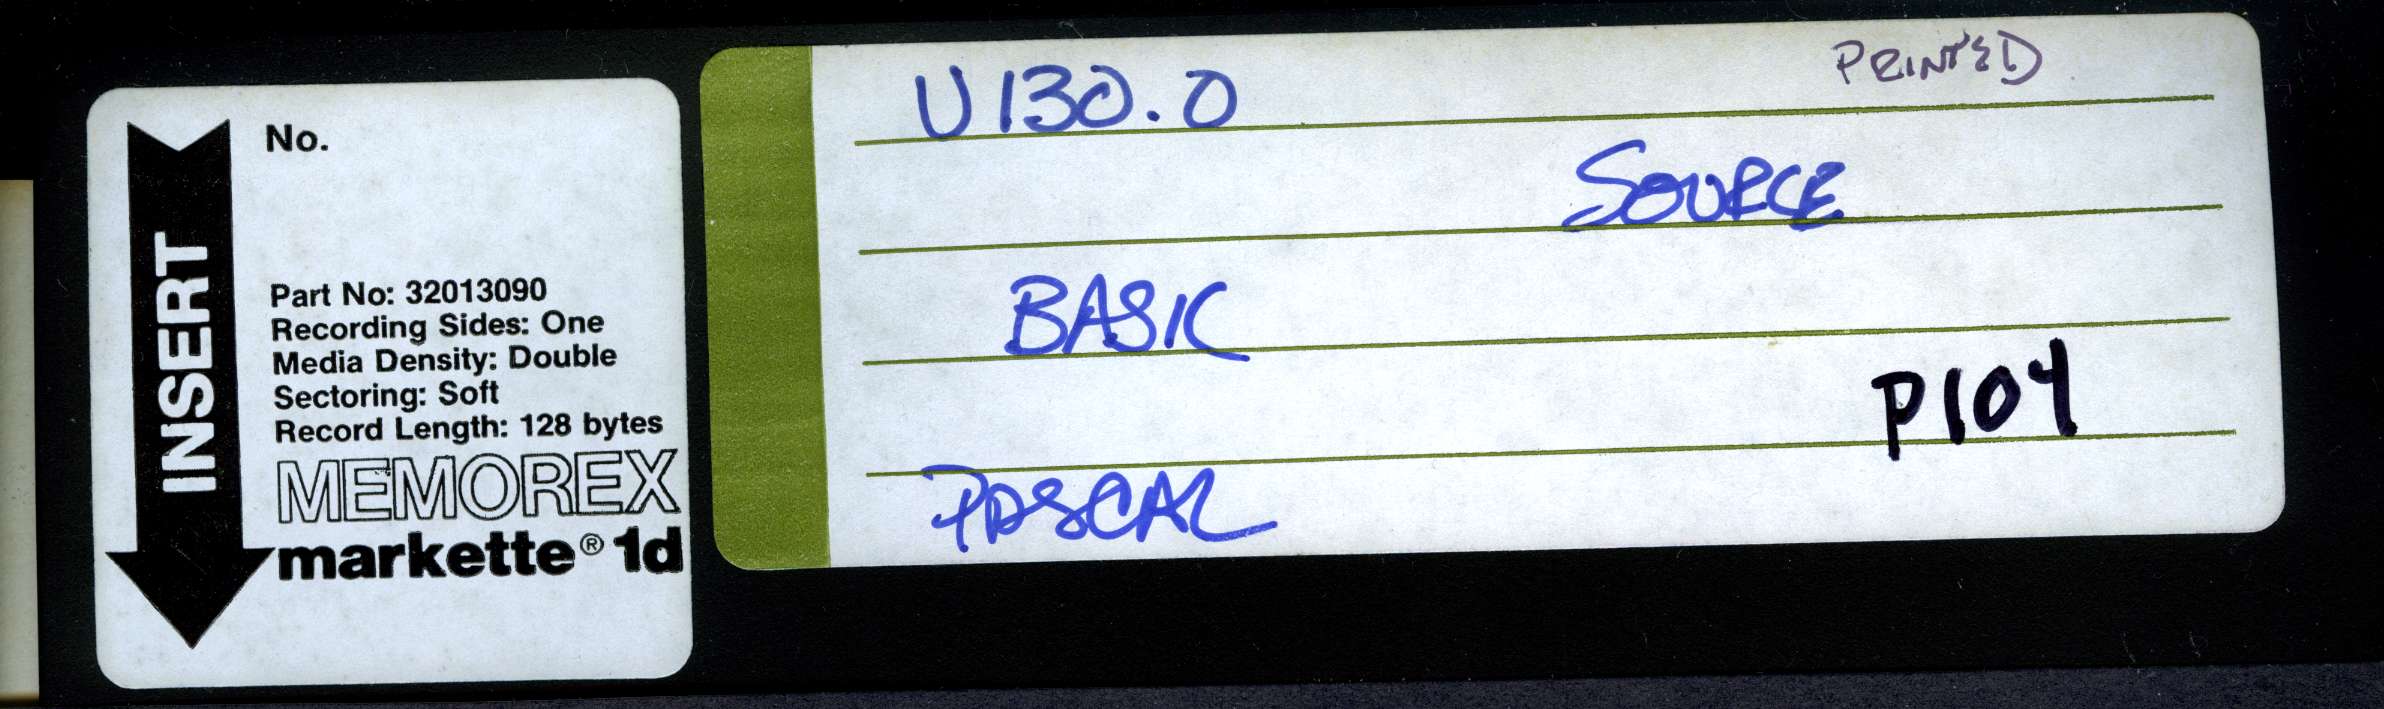 INSERT
No.
Part No: 32013090
Recording Sides: One
Media Density: Double
Sectoring: Soft
Record Length: 128 bytes
MEMOREX
markette® 1d
U130.0
PRINTED
SOURCE
BASIC
P104
PASCAL